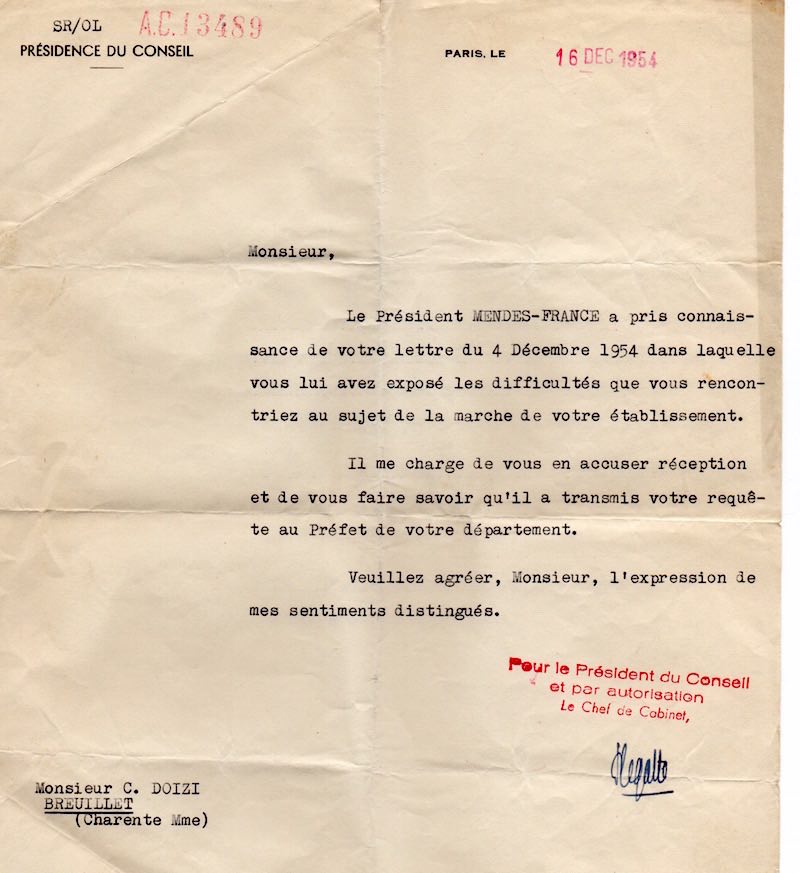 SR/OL A.C./3489
PRÉSIDENCE DU CONSEIL
PARIS, LE 16 DEC 1954
Monsieur,
Le Président MENDES-FRANCE a pris connais-
sance de votre lettre du 4 Décembre 1954 dans laquelle
vous lui avez exposé les difficultés que vous rencon-
triez au sujet de la marche de votre établissement.
Il me charge de vous en accuser réception
et de vous faire savoir qu'il a transmis votre requê-
te au Préfet de votre département.
Veuillez agréer, Monsieur, l'expression de
mes sentiments distingués.
Pour le Président du Conseil
et par autorisation
Le Chef de Cabinet,
Monsieur C. DOIZI
BREUILLET
(Charente Mme)